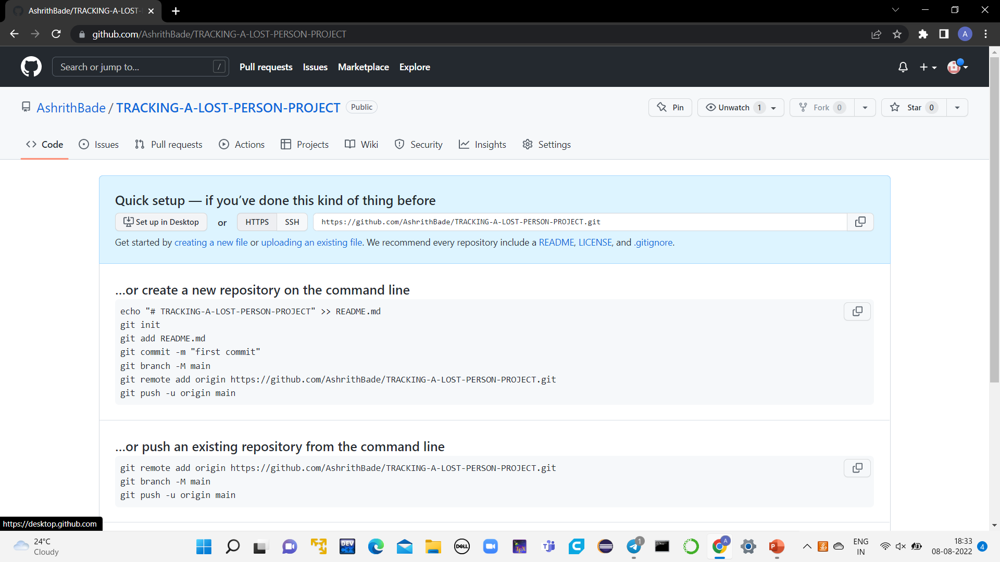 AshrithBade/TRACKING-A-LOST-
github.com/AshrithBade/TRACKING-A-LOST-PERSON-PROJECT
A
Search or jump to...
/
Pull requests
Issues
Marketplace
Explore
AshrithBade / TRACKING-A-LOST-PERSON-PROJECT
Public
Pin
Unwatch 1
Fork 0
Star 0
Code
Issues
Pull requests
Actions
Projects
Wiki
Security
Insights
Settings
Quick setup — if you’ve done this kind of thing before
Set up in Desktop
or
HTTPS
SSH
https://github.com/AshrithBade/TRACKING-A-LOST-PERSON-PROJECT.git
Get started by creating a new file or uploading an existing file. We recommend every repository include a README, LICENSE, and .gitignore.
…or create a new repository on the command line
echo "# TRACKING-A-LOST-PERSON-PROJECT" >> README.md
git init
git add README.md
git commit -m "first commit"
git branch -M main
git remote add origin https://github.com/AshrithBade/TRACKING-A-LOST-PERSON-PROJECT.git
git push -u origin main
…or push an existing repository from the command line
git remote add origin https://github.com/AshrithBade/TRACKING-A-LOST-PERSON-PROJECT.git
git branch -M main
git push -u origin main
https://desktop.github.com
24°C
Cloudy
DEV
C++
DELL
TEX
1
A
P
ENG
IN
18:33
08-08-2022
4